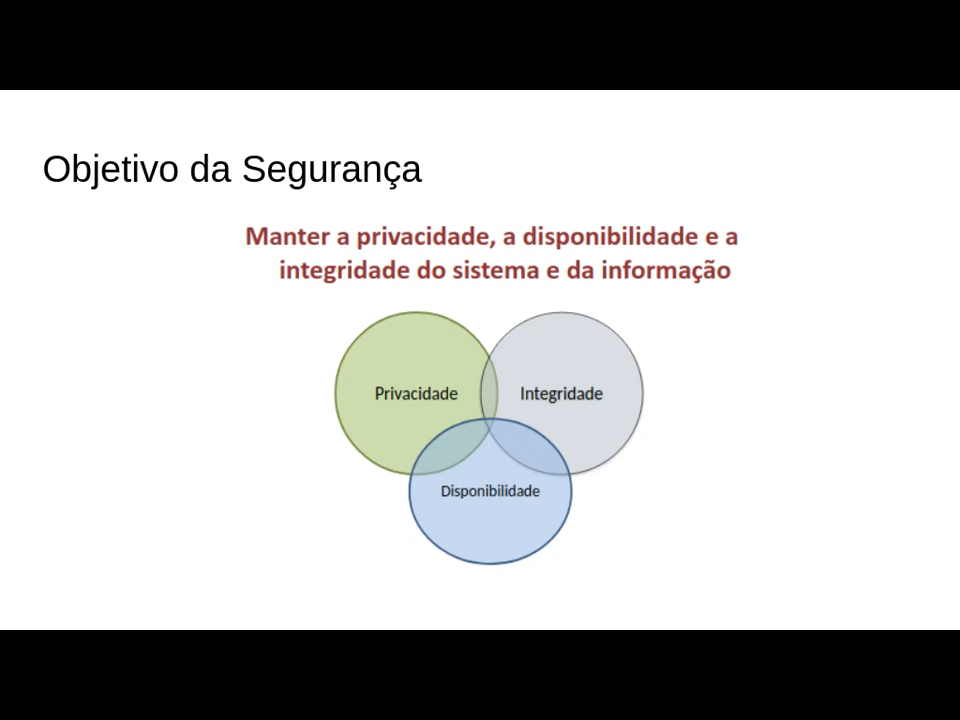 Objetivo da Segurança
Manter a privacidade, a disponibilidade e a
integridade do sistema e da informação
Privacidade
Integridade
Disponibilidade